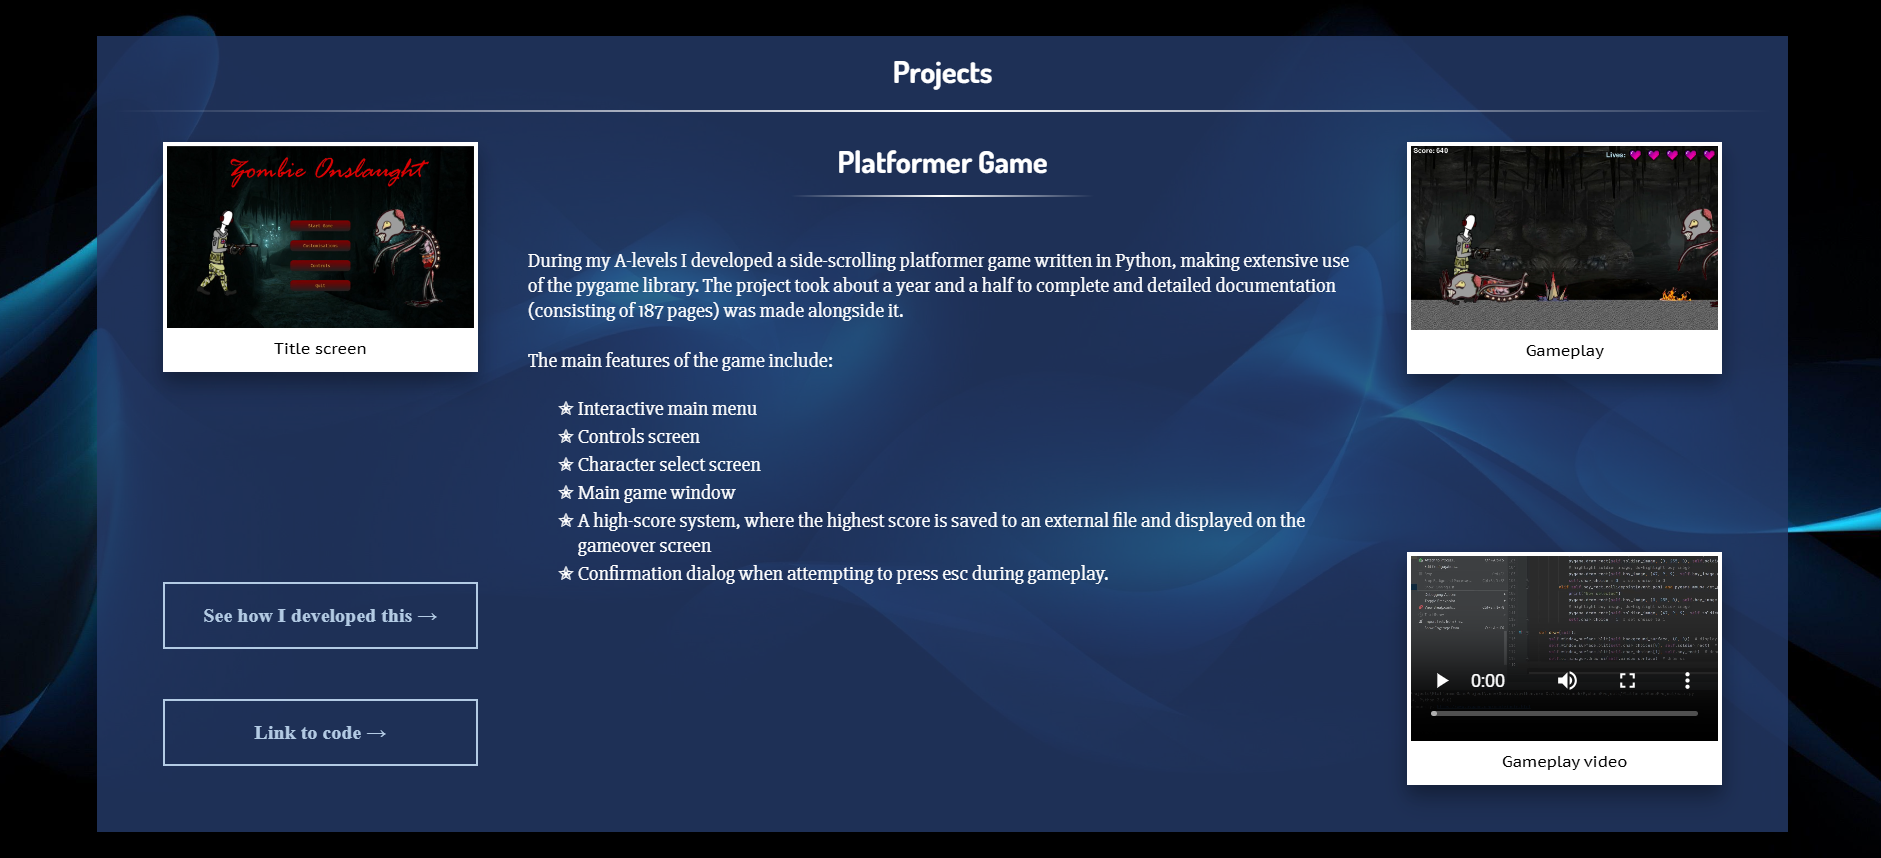 Projects
Zombie Onslaught
Start Game
Customisations
Controls
Quit
Title screen
Platformer Game
During my A-levels I developed a side-scrolling platformer game written in Python, making extensive use
of the pygame library. The project took about a year and a half to complete and detailed documentation
(consisting of 187 pages) was made alongside it.
The main features of the game include:
✯ Interactive main menu
✯ Controls screen
✯ Character select screen
✯ Main game window
✯ A high-score system, where the highest score is saved to an external file and displayed on the
gameover screen
✯ Confirmation dialog when attempting to press esc during gameplay.
See how I developed this →
Link to code →
Score: 640
Lives:
Gameplay
0:00
Gameplay video